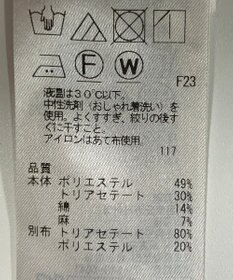 F
W
F23
液温は30℃以下、
中性洗剤（おしゃれ着洗い）を
使用。よくすすぎ、絞りの後す
ぐに干すこと。
アイロンはあて布使用。
117
品質
本体 ポリエステル 49%
トリアセテート 30%
綿 14%
麻 7%
別布 トリアセテート 80%
ポリエステル 20%